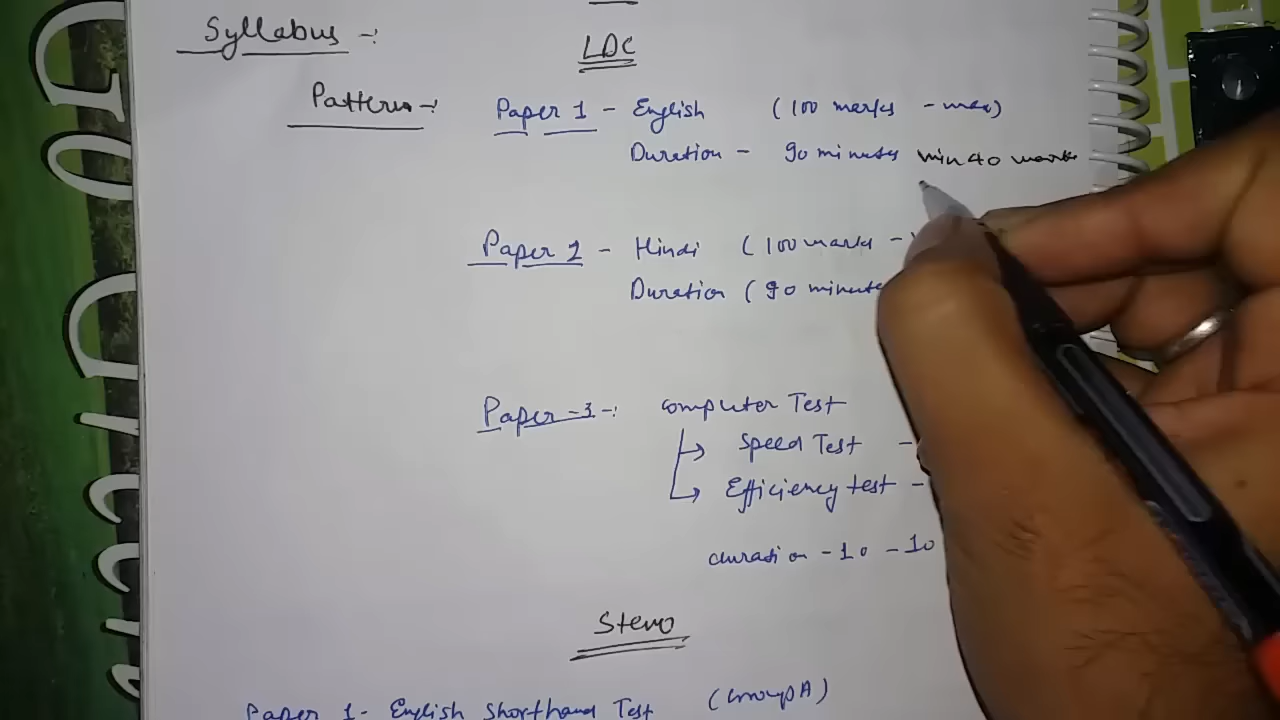 Syllabus -:
LDC
Pattern -:
Paper 1 - English (100 marks - max)
Duration - 90 minutes min 40 marks
Paper 2 - Hindi (100 marks -
Duration ( 90 minutes
Paper -3 -: Computer Test
Speed Test -
Efficiency test -
duration - 10 - 10
Steno
Paper 1- English Shorthand Test (Group A)